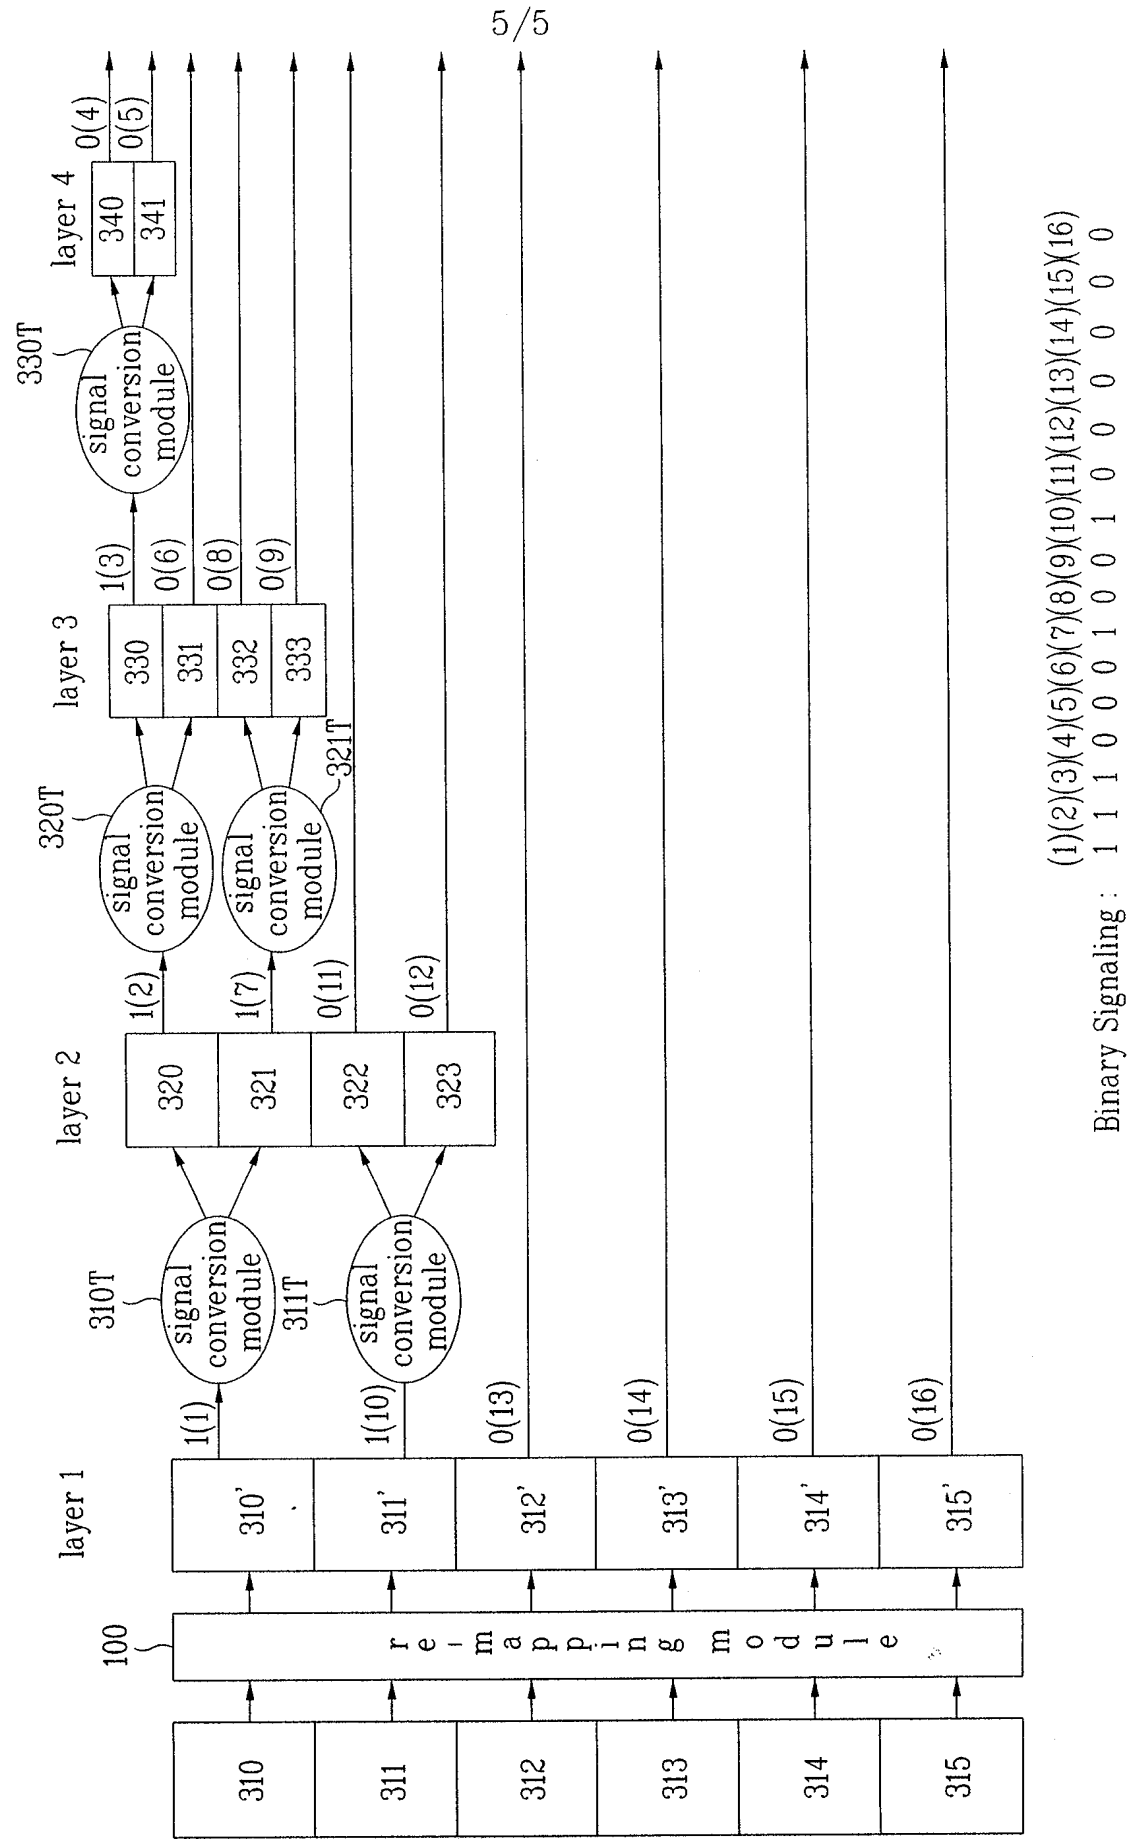 5/5
layer 1
layer 2
layer 3
layer 4
310
311
312
313
314
315
100
re-mapping module
310'
311'
312'
313'
314'
315'
1(1)
1(10)
0(13)
0(14)
0(15)
0(16)
310T
signal
conversion
module
311T
signal
conversion
module
320
321
322
323
1(2)
1(7)
0(11)
0(12)
320T
signal
conversion
module
321T
signal
conversion
module
330
331
332
333
1(3)
0(6)
0(8)
0(9)
330T
signal
conversion
module
340
341
0(4)
0(5)
(1)(2)(3)(4)(5)(6)(7)(8)(9)(10)(11)(12)(13)(14)(15)(16)
Binary Signaling : 1 1 1 0 0 0 1 0 0 1 0 0 0 0 0 0